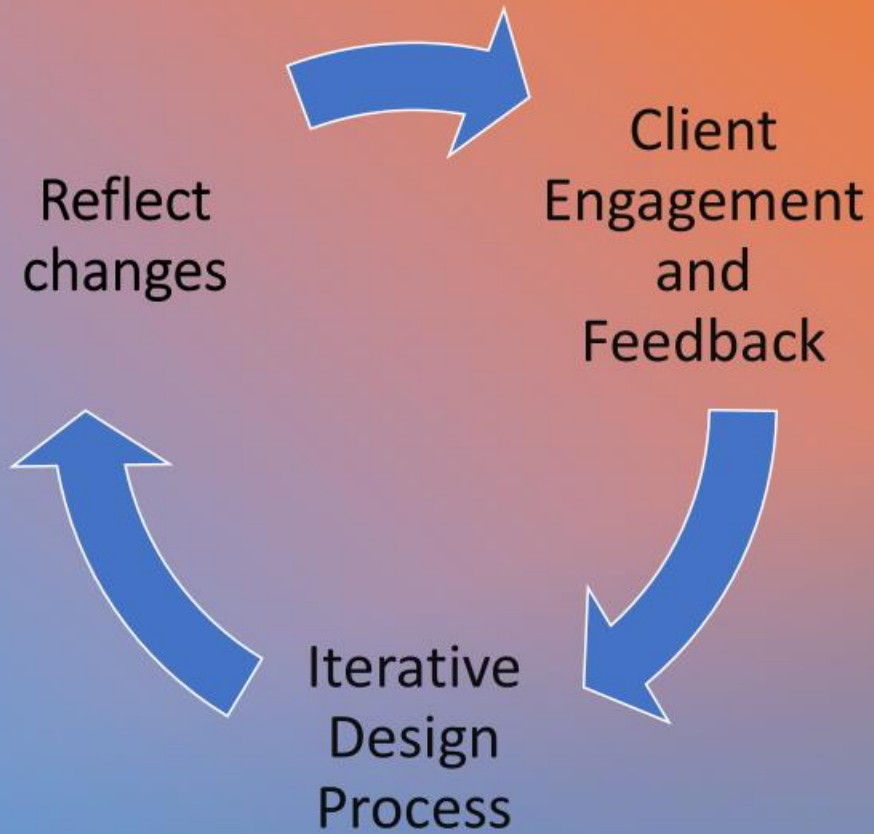 Reflect
changes
Client
Engagement
and
Feedback
Iterative
Design
Process